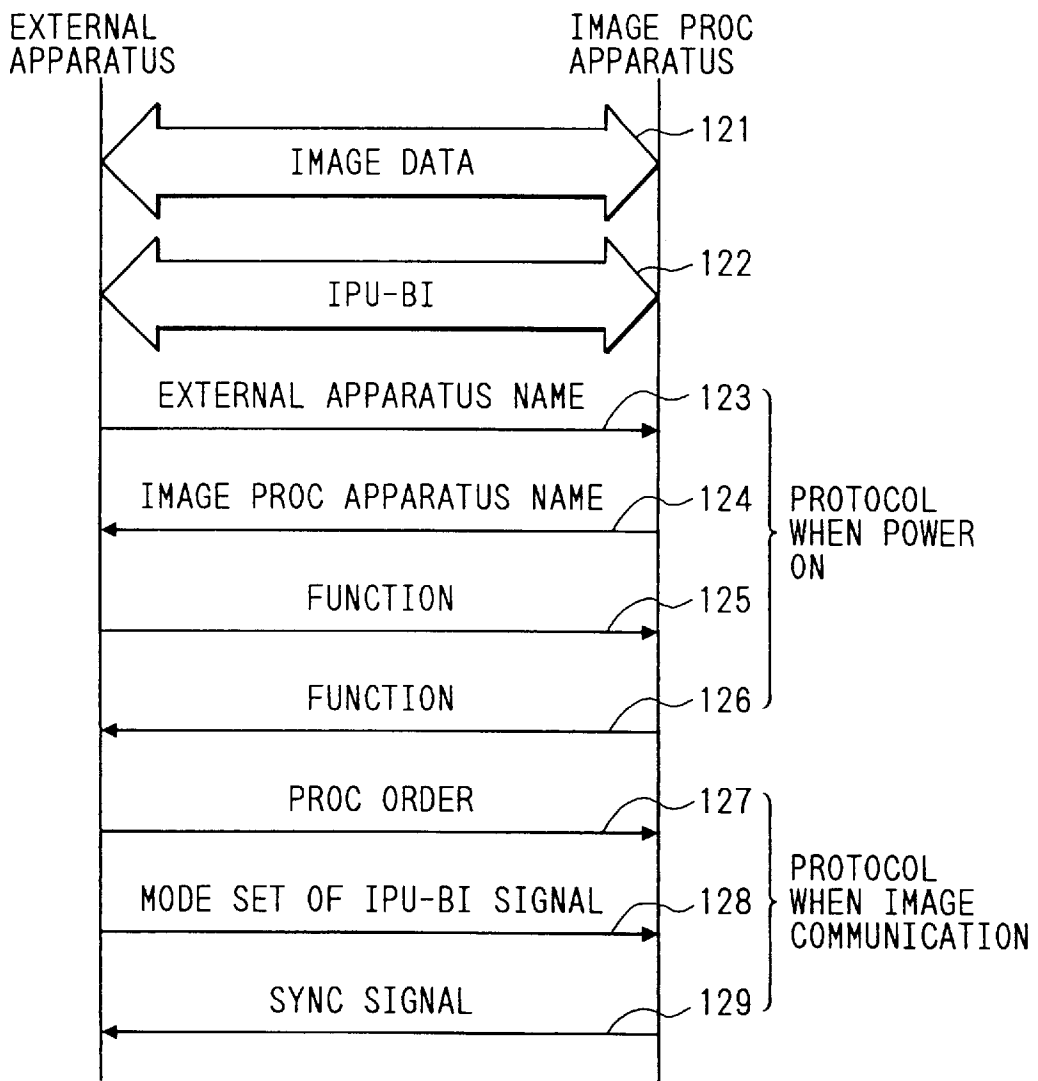 EXTERNAL
APPARATUS
IMAGE PROC
APPARATUS
121
IMAGE DATA
122
IPU-BI
EXTERNAL APPARATUS NAME
123
IMAGE PROC APPARATUS NAME
124
PROTOCOL
WHEN POWER
ON
FUNCTION
125
FUNCTION
126
PROC ORDER
127
MODE SET OF IPU-BI SIGNAL
128
PROTOCOL
WHEN IMAGE
COMMUNICATION
SYNC SIGNAL
129